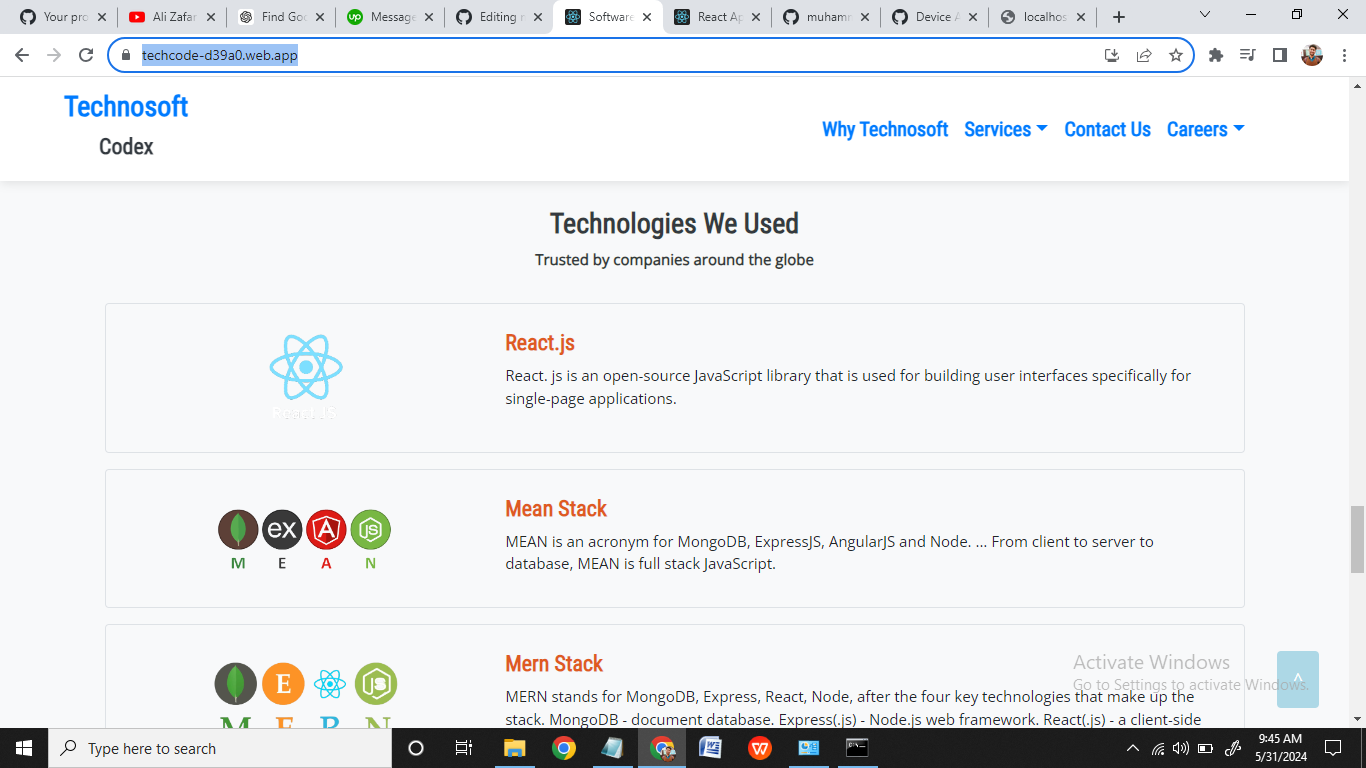 Your pro
Ali Zafar
Find Goo
Message
Editing r
Software
React Ap
muhamm
Device A
localhos
techcode-d39a0.web.app
Technosoft
Codex
Why Technosoft
Services
Contact Us
Careers
Technologies We Used
Trusted by companies around the globe
React.js
React. js is an open-source JavaScript library that is used for building user interfaces specifically for
single-page applications.
React JS
Mean Stack
MEAN is an acronym for MongoDB, ExpressJS, AngularJS and Node. ... From client to server to
database, MEAN is full stack JavaScript.
ex
JS
M E A N
Mern Stack
MERN stands for MongoDB, Express, React, Node, after the four key technologies that make up the
stack. MongoDB - document database. Express(.js) - Node.js web framework. React(.js) - a client-side
E
JS
M E R N
Activate Windows
Go to Settings to activate Windows.
^
Type here to search
9:45 AM
5/31/2024